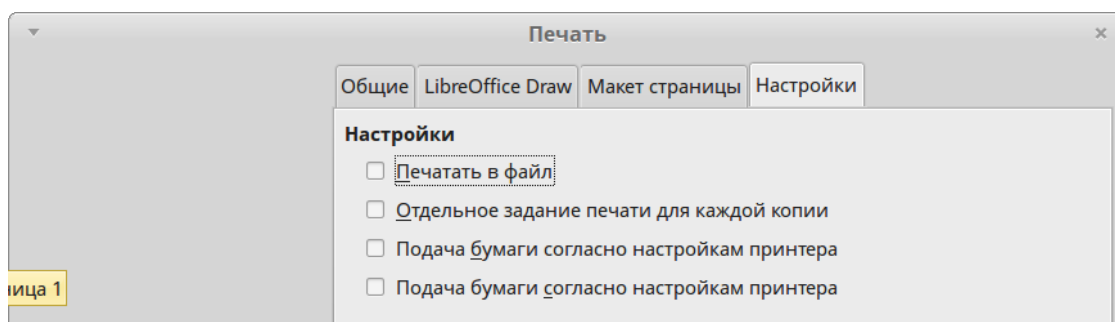 Печать
Общие LibreOffice Draw Макет страницы Настройки
Настройки
Печатать в файл
Отдельное задание печати для каждой копии
Подача бумаги согласно настройкам принтера
ница 1
Подача бумаги согласно настройкам принтера